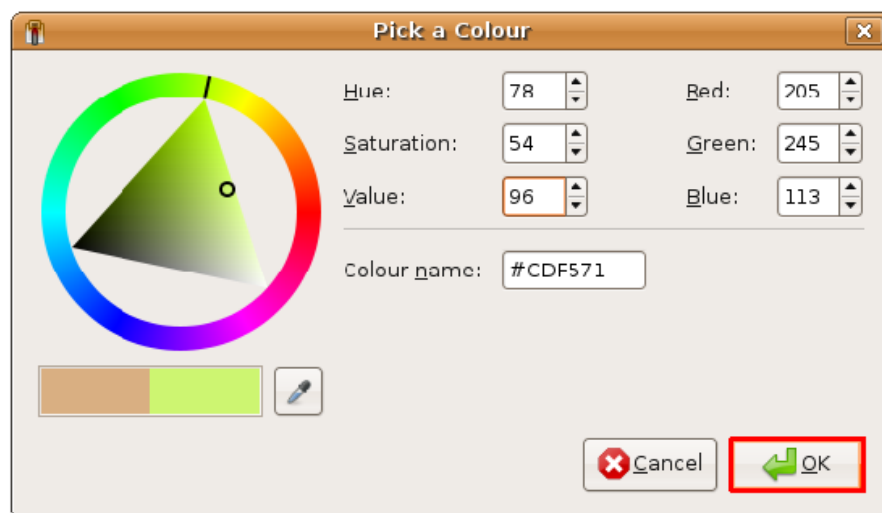 Pick a Colour
Hue: 78 Red: 205
Saturation: 54 Green: 245
Value: 96 Blue: 113
Colour name: #CDF571
Cancel OK